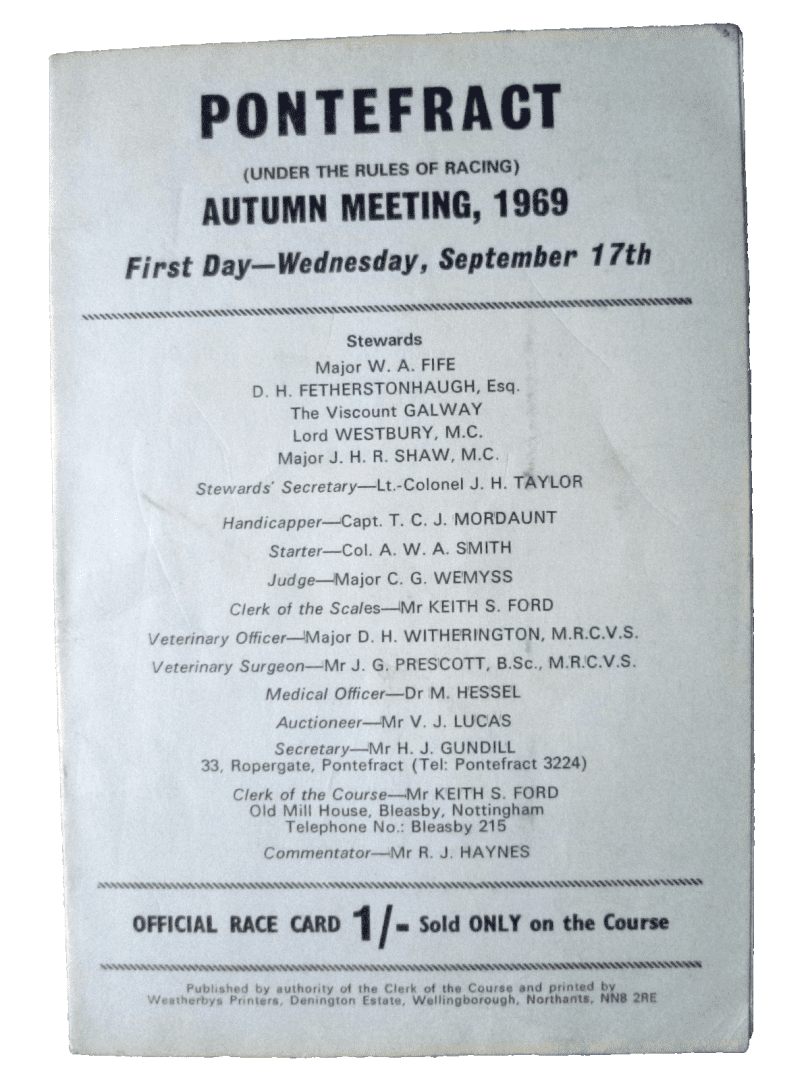 PONTEFRACT
(UNDER THE RULES OF RACING)
AUTUMN MEETING, 1969
First Day—Wednesday, September 17th
Stewards
Major W. A. FIFE
D. H. FETHERSTONHAUGH, Esq.
The Viscount GALWAY
Lord WESTBURY, M.C.
Major J. H. R. SHAW, M.C.
Stewards' Secretary—Lt.-Colonel J. H. TAYLOR
Handicapper—Capt. T. C. J. MORDAUNT
Starter—Col. A. W. A. SMITH
Judge—Major C. G. WEMYSS
Clerk of the Scales—Mr KEITH S. FORD
Veterinary Officer—Major D. H. WITHERINGTON, M.R.C.V.S.
Veterinary Surgeon—Mr J. G. PRESCOTT, B.Sc., M.R.C.V.S.
Medical Officer—Dr M. HESSEL
Auctioneer—Mr V. J. LUCAS
Secretary—Mr H. J. GUNDILL
33, Ropergate, Pontefract (Tel: Pontefract 3224)
Clerk of the Course—Mr KEITH S. FORD
Old Mill House, Bleasby, Nottingham
Telephone No.: Bleasby 215
Commentator—Mr R. J. HAYNES
OFFICIAL RACE CARD 1/- Sold ONLY on the Course
Published by authority of the Clerk of the Course and printed by
Weatherbys Printers, Denington Estate, Wellingborough, Northants, NN8 2RE